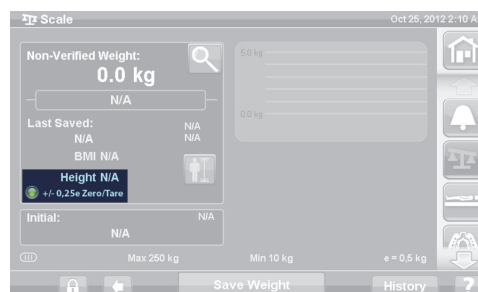 Scale
Oct 25, 2012 2:10 A
Non-Verified Weight:
0.0 kg
N/A
Last Saved:
N/A
N/A
N/A
BMI N/A
Height N/A
+/- 0,25e Zero/Tare
Initial:
N/A
N/A
5.0 kg
0.0 kg
Max 250 kg
Min 10 kg
e = 0,5 kg
Save Weight
History
?